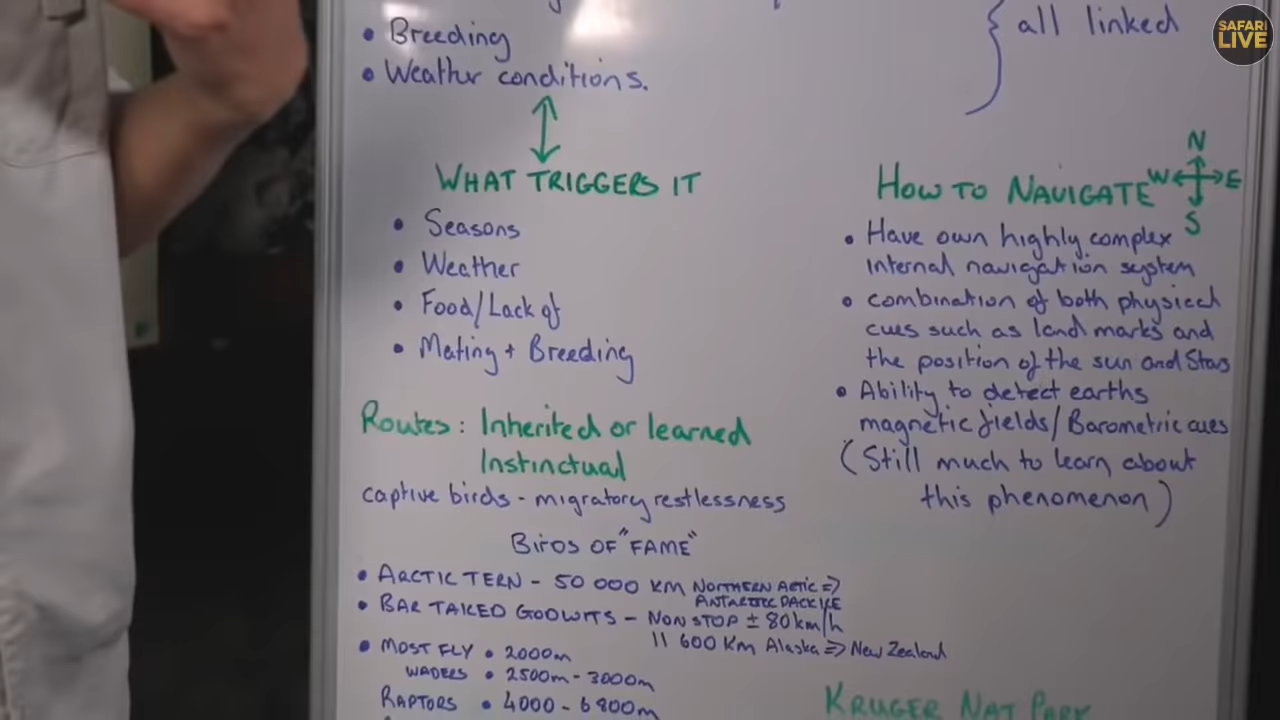 SAFARI
LIVE
all linked
• Breeding
• Weather conditions.
WHAT TRIGGERS IT
• Seasons
• Weather
• Food/Lack of
• Mating + Breeding
Routes: Inherited or learned
Instinctual
captive birds - migratory restlessness
BIRDS OF "FAME"
• ARCTIC TERN - 50 000 KM NORTHERN ARTIC ⇒
ANTARCTIC PACK ICE
• BAR TAILED GODWITS - NON STOP ± 80km/h
11 600 Km Alaska ⇒ New Zealand
• MOST FLY • 2000m
WADERS • 2500m - 3000m
RAPTORS • 4000 - 6800m
HOW TO NAVIGATE
N
W E
S
• Have own highly complex
internal navigation system
• combination of both physical
cues such as land marks and
the position of the sun and Stars
• Ability to detect earths
magnetic fields/Barometric cues
(Still much to learn about
this phenomenon)
KRUGER NAT PARK